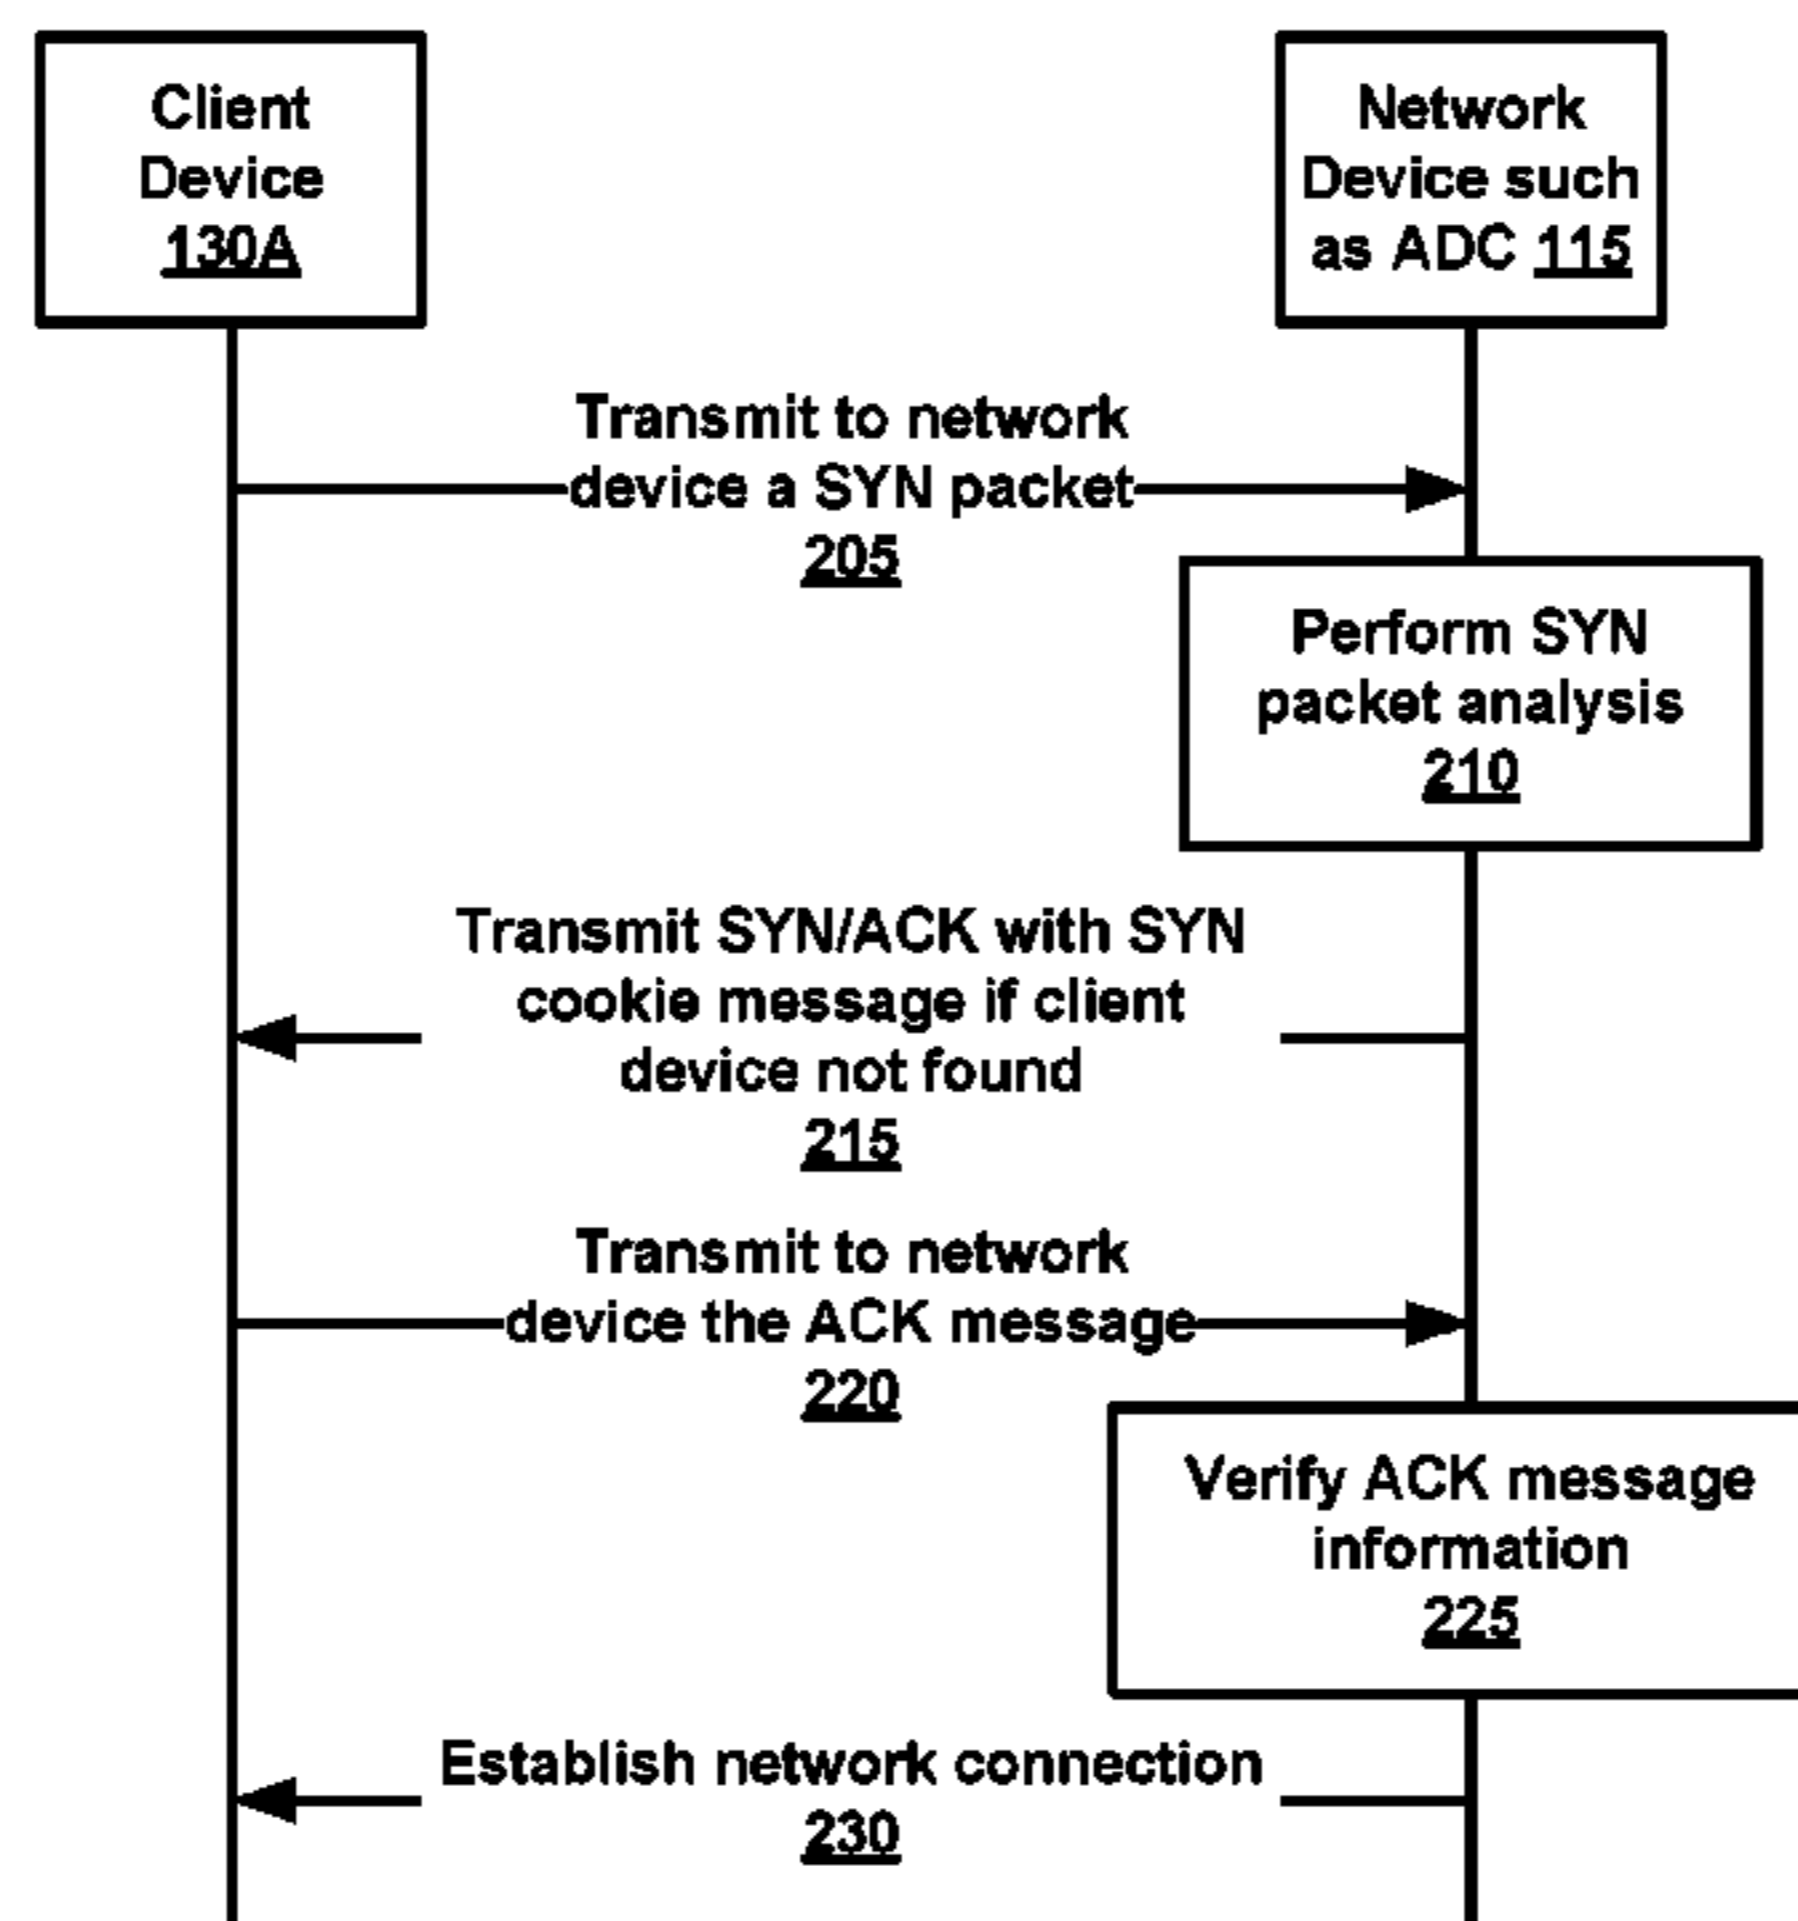 Client
Device
130A
Network
Device such
as ADC 115
Transmit to network
device a SYN packet
205
Perform SYN
packet analysis
210
Transmit SYN/ACK with SYN
cookie message if client
device not found
215
Transmit to network
device the ACK message
220
Verify ACK message
information
225
Establish network connection
230